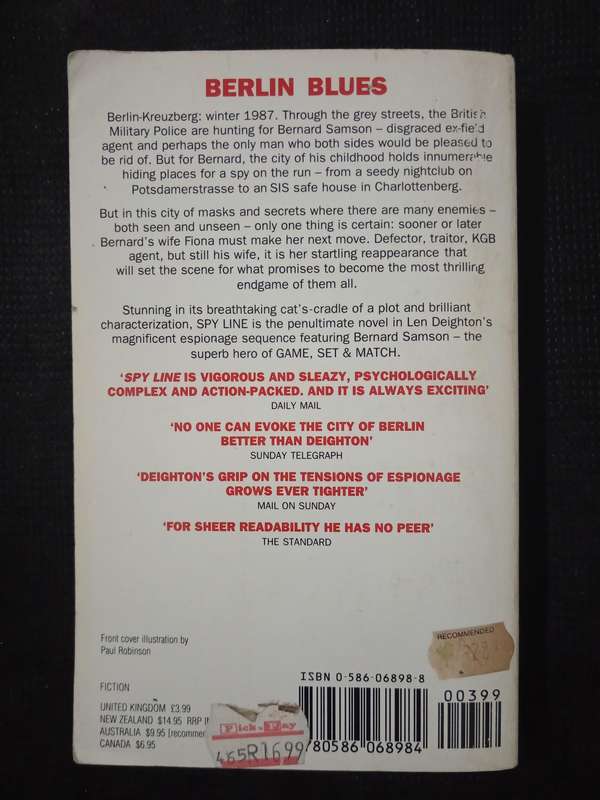 BERLIN BLUES
Berlin-Kreuzberg: winter 1987. Through the grey streets, the British
Military Police are hunting for Bernard Samson – disgraced ex-field
agent and perhaps the only man who both sides would be pleased to
be rid of. But for Bernard, the city of his childhood holds innumerable
hiding places for a spy on the run – from a seedy nightclub on
Potsdamerstrasse to an SIS safe house in Charlottenberg.
But in this city of masks and secrets where there are many enemies –
both seen and unseen – only one thing is certain: sooner or later
Bernard's wife Fiona must make her next move. Defector, traitor, KGB
agent, but still his wife, it is her startling reappearance that
will set the scene for what promises to become the most thrilling
endgame of them all.
Stunning in its breathtaking cat's-cradle of a plot and brilliant
characterization, SPY LINE is the penultimate novel in Len Deighton's
magnificent espionage sequence featuring Bernard Samson – the
superb hero of GAME, SET & MATCH.
'SPY LINE IS VIGOROUS AND SLEAZY, PSYCHOLOGICALLY
COMPLEX AND ACTION-PACKED. AND IT IS ALWAYS EXCITING'
DAILY MAIL
'NO ONE CAN EVOKE THE CITY OF BERLIN
BETTER THAN DEIGHTON'
SUNDAY TELEGRAPH
'DEIGHTON'S GRIP ON THE TENSIONS OF ESPIONAGE
GROWS EVER TIGHTER'
MAIL ON SUNDAY
'FOR SHEER READABILITY HE HAS NO PEER'
THE STANDARD
Front cover illustration by
Paul Robinson
RECOMMENDED
FICTION
ISBN 0-586-06898-8
00399
UNITED KINGDOM £3.99
NEW ZEALAND $14.95 RRP
AUSTRALIA $9.95
CANADA $6.95
Pick n Pay
465R1699
780586 068984